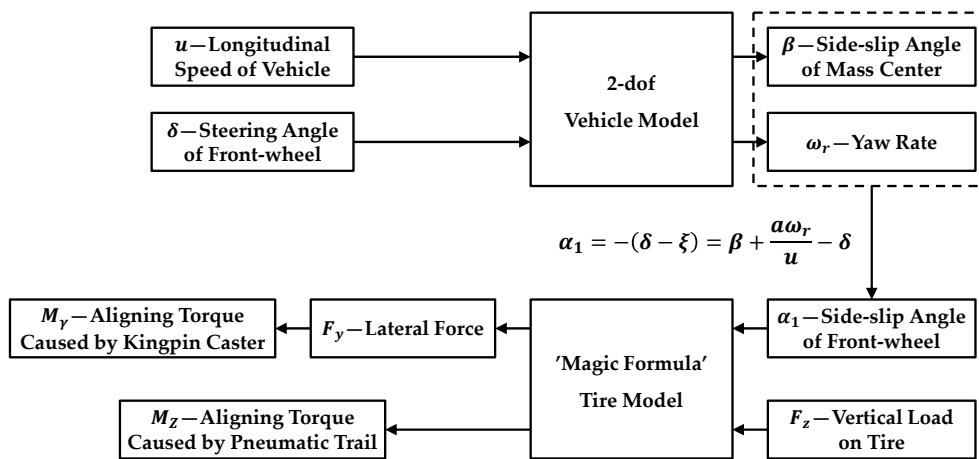 u—Longitudinal
Speed of Vehicle
δ—Steering Angle
of Front-wheel
2-dof
Vehicle Model
β—Side-slip Angle
of Mass Center
ω_r—Yaw Rate
α₁ = −(δ − ξ) = β + aω_r/u − δ
M_γ—Aligning Torque
Caused by Kingpin Caster
F_y—Lateral Force
'Magic Formula'
Tire Model
α₁—Side-slip Angle
of Front-wheel
M_Z—Aligning Torque
Caused by Pneumatic Trail
F_z—Vertical Load
on Tire